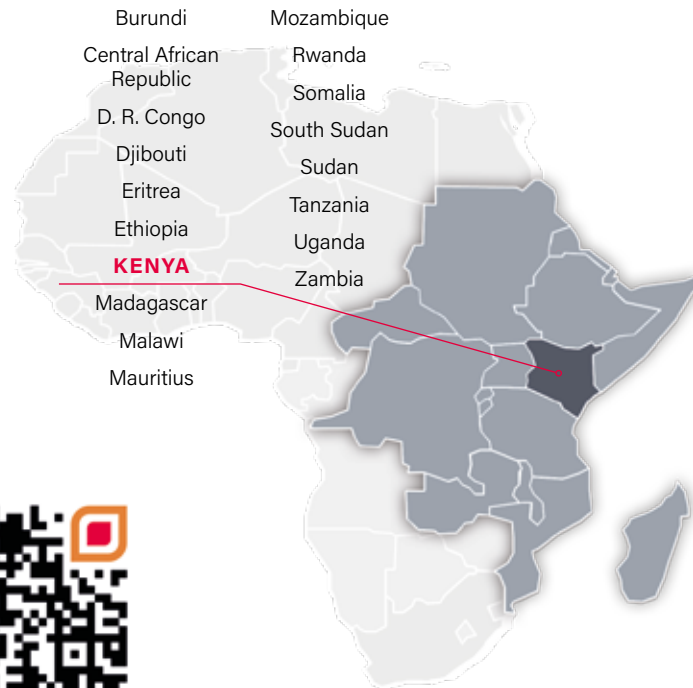 Burundi
Central African
Republic
D. R. Congo
Djibouti
Eritrea
Ethiopia
KENYA
Madagascar
Malawi
Mauritius
Mozambique
Rwanda
Somalia
South Sudan
Sudan
Tanzania
Uganda
Zambia